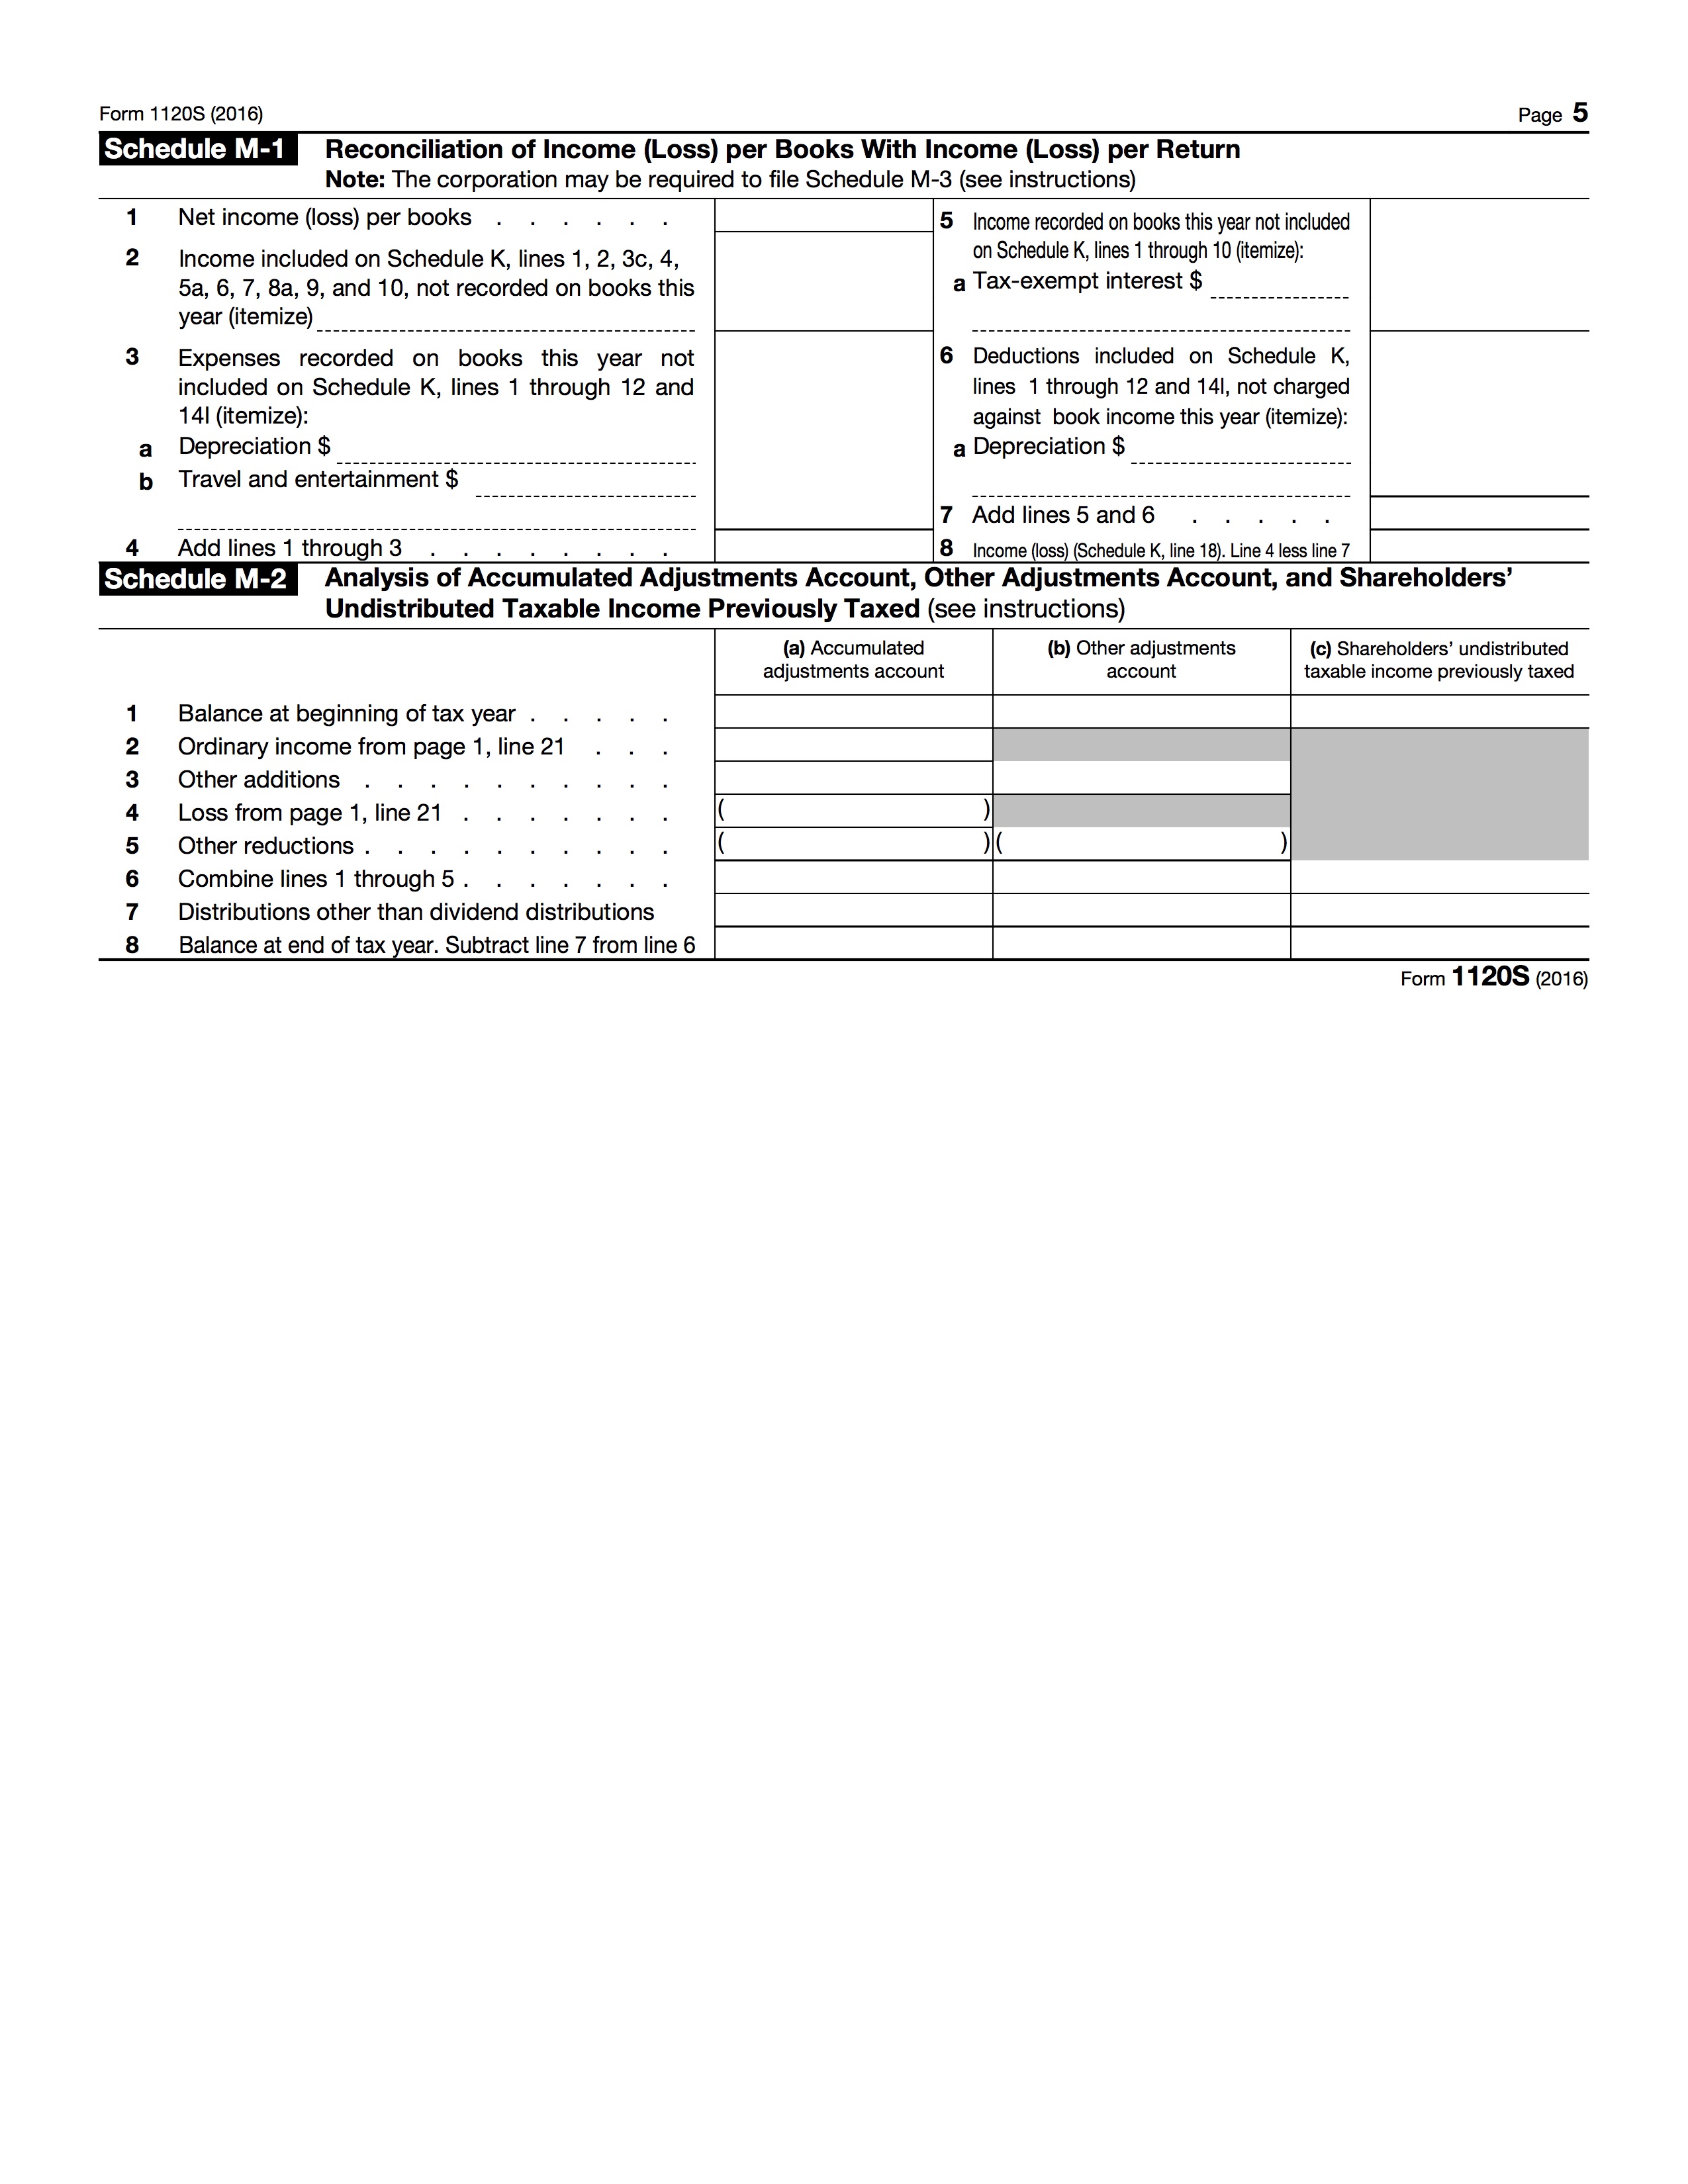 Form 1120S (2016) Page 5
Schedule M-1 Reconciliation of Income (Loss) per Books With Income (Loss) per Return
Note: The corporation may be required to file Schedule M-3 (see instructions)
1 Net income (loss) per books . . . . . .
2 Income included on Schedule K, lines 1, 2, 3c, 4,
5a, 6, 7, 8a, 9, and 10, not recorded on books this
year (itemize)
3 Expenses recorded on books this year not
included on Schedule K, lines 1 through 12 and
14l (itemize):
a Depreciation $
b Travel and entertainment $
4 Add lines 1 through 3 . . . . . . . .
5 Income recorded on books this year not included
on Schedule K, lines 1 through 10 (itemize):
a Tax-exempt interest $
6 Deductions included on Schedule K,
lines 1 through 12 and 14l, not charged
against book income this year (itemize):
a Depreciation $
7 Add lines 5 and 6 . . . . .
8 Income (loss) (Schedule K, line 18). Line 4 less line 7
Schedule M-2 Analysis of Accumulated Adjustments Account, Other Adjustments Account, and Shareholders’
Undistributed Taxable Income Previously Taxed (see instructions)
(a) Accumulated
adjustments account
(b) Other adjustments
account
(c) Shareholders’ undistributed
taxable income previously taxed
1 Balance at beginning of tax year . . . . .
2 Ordinary income from page 1, line 21 . . .
3 Other additions . . . . . . . . . .
4 Loss from page 1, line 21 . . . . . . . ( )
5 Other reductions . . . . . . . . . . ( ) ( )
6 Combine lines 1 through 5 . . . . . . .
7 Distributions other than dividend distributions
8 Balance at end of tax year. Subtract line 7 from line 6
Form 1120S (2016)